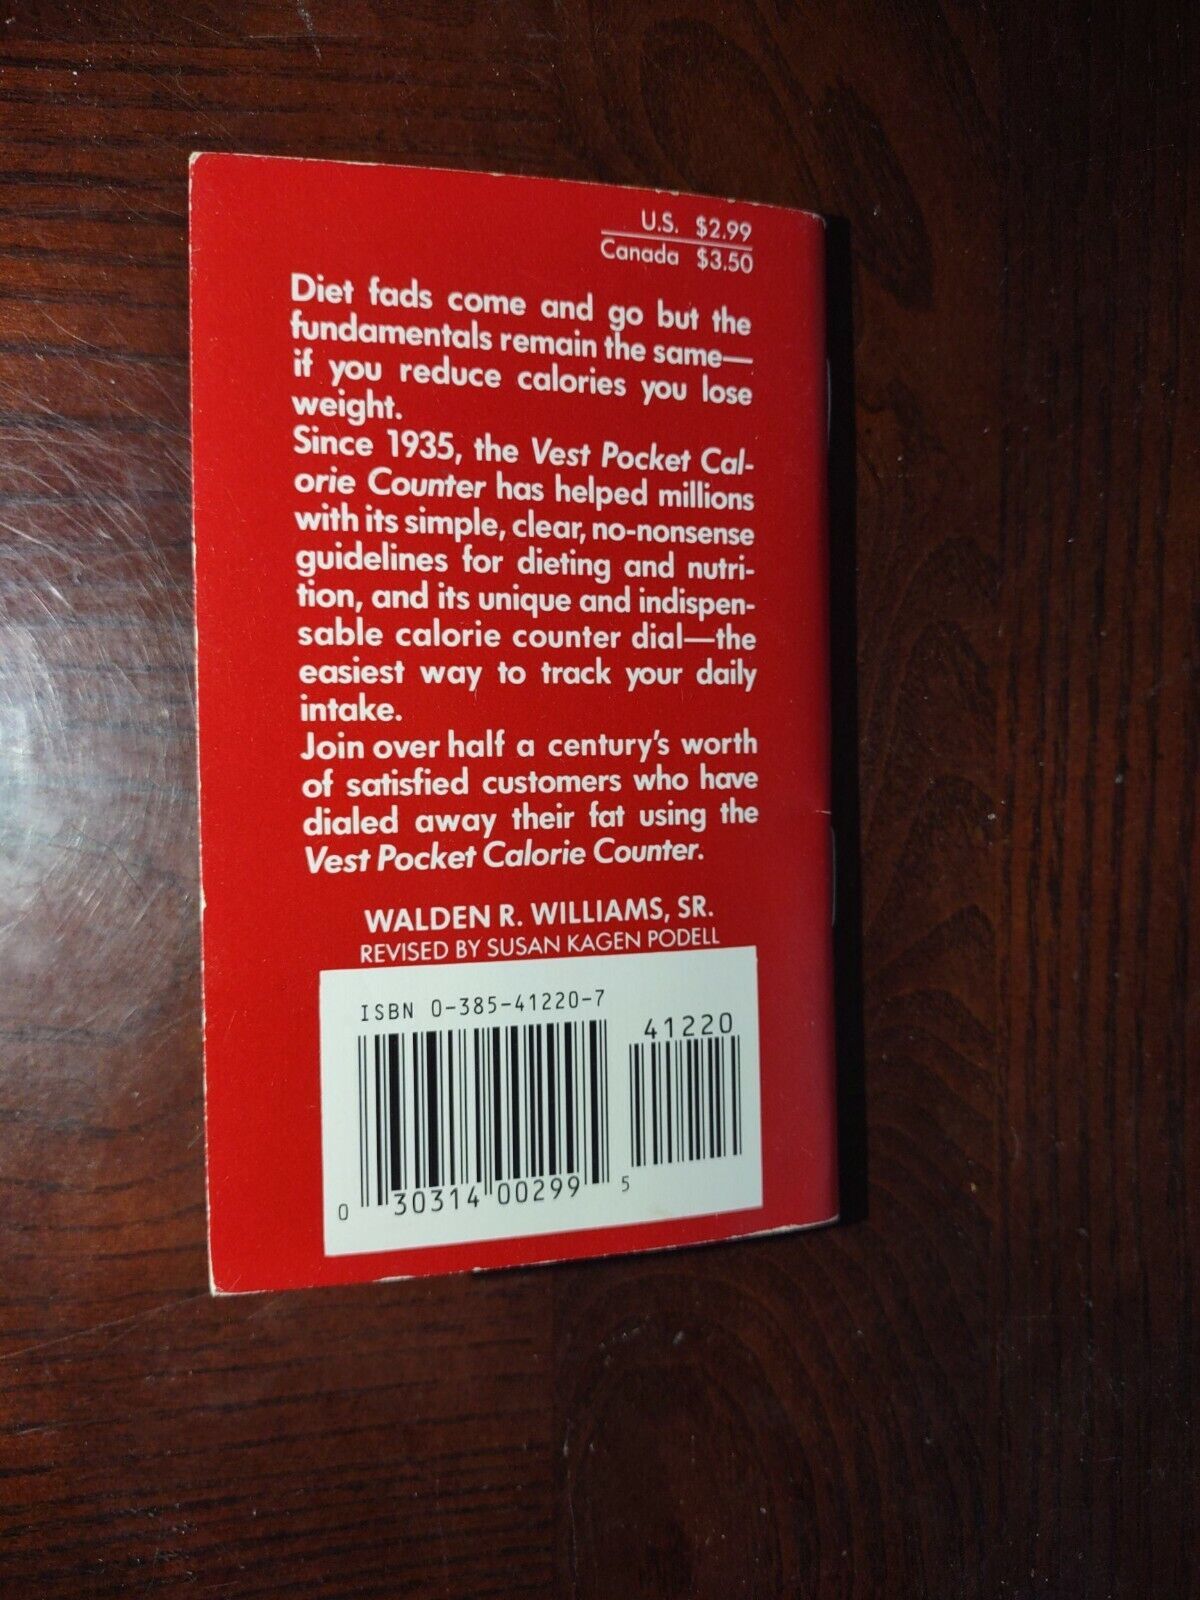 U.S. $2.99
Canada $3.50
Diet fads come and go but the
fundamentals remain the same—
if you reduce calories you lose
weight.
Since 1935, the Vest Pocket Cal-
orie Counter has helped millions
with its simple, clear, no-nonsense
guidelines for dieting and nutri-
tion, and its unique and indispen-
sable calorie counter dial—the
easiest way to track your daily
intake.
Join over half a century's worth
of satisfied customers who have
dialed away their fat using the
Vest Pocket Calorie Counter.
WALDEN R. WILLIAMS, SR.
REVISED BY SUSAN KAGEN PODELL
ISBN 0-385-41220-7
41220
0 30314 00299 5